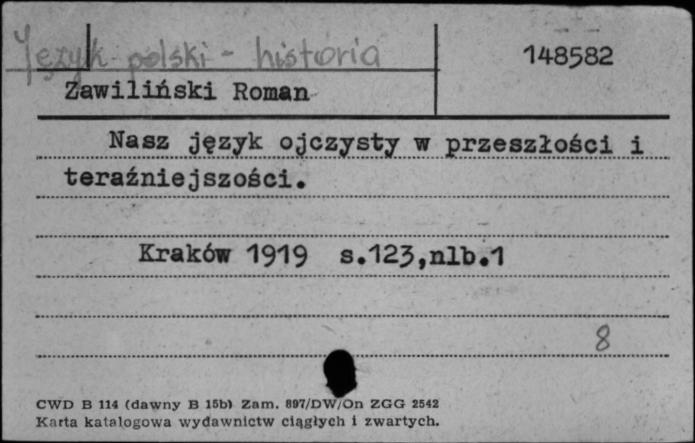 Język polski - historia
148582
Zawiliński Roman
Nasz język ojczysty w przeszłości i
teraźniejszości.
Kraków 1919 s.123,nlb.1
8
CWD B 114 (dawny B 15b) Zam. 897/DW/On ZGG 2542
Karta katalogowa wydawnictw ciągłych i zwartych.